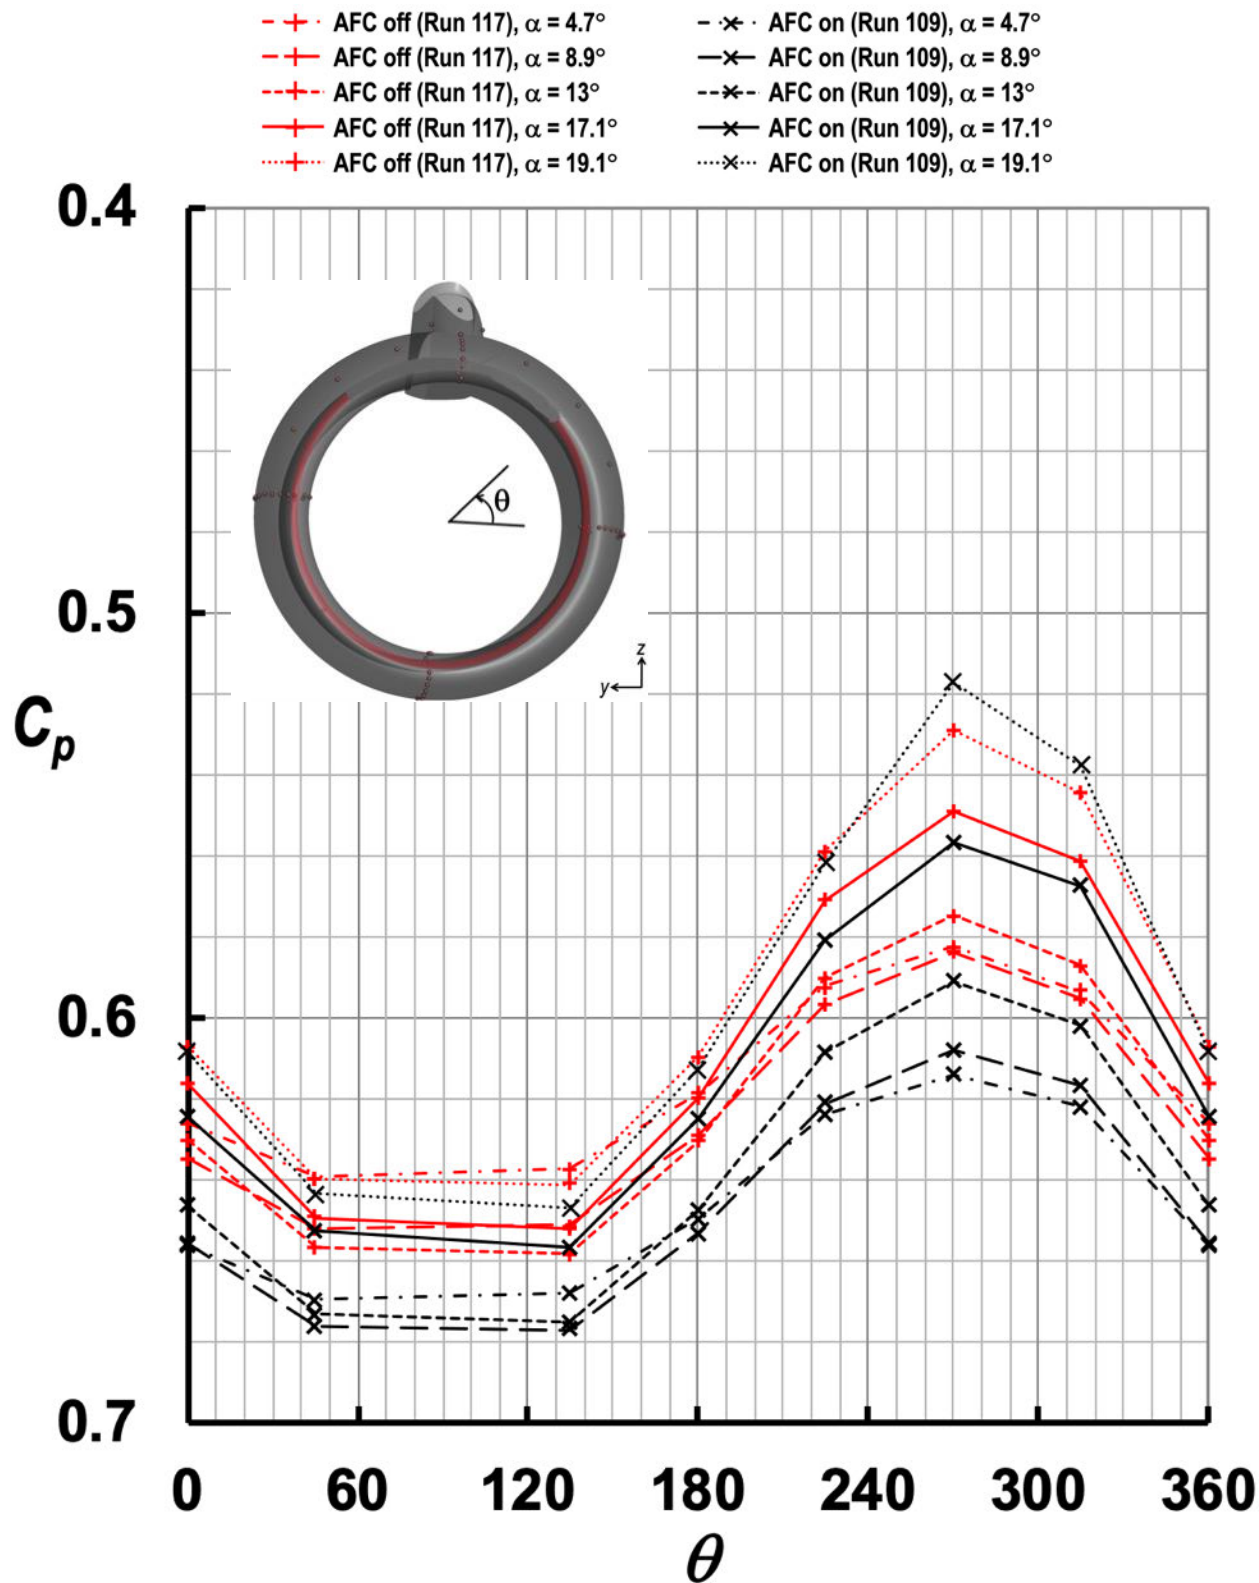 AFC off (Run 117), α = 4.7° AFC on (Run 109), α = 4.7°
AFC off (Run 117), α = 8.9° AFC on (Run 109), α = 8.9°
AFC off (Run 117), α = 13° AFC on (Run 109), α = 13°
AFC off (Run 117), α = 17.1° AFC on (Run 109), α = 17.1°
AFC off (Run 117), α = 19.1° AFC on (Run 109), α = 19.1°
0.4
θ
z
y
0.5
Cp
0.6
0.7
0 60 120 180 240 300 360
θ